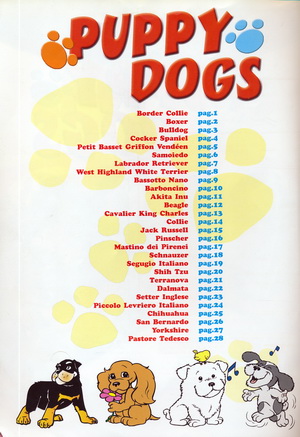 PUPPY
DOGS
Border Collie pag.1
Boxer pag.2
Bulldog pag.3
Cocker Spaniel pag.4
Petit Basset Griffon Vendéen pag.5
Samoiedo pag.6
Labrador Retriever pag.7
West Highland White Terrier pag.8
Bassotto Nano pag.9
Barboncino pag.10
Akita Inu pag.11
Beagle pag.12
Cavalier King Charles pag.13
Collie pag.14
Jack Russell pag.15
Pinscher pag.16
Mastino dei Pirenei pag.17
Schnauzer pag.18
Segugio Italiano pag.19
Shih Tzu pag.20
Terranova pag.21
Dalmata pag.22
Setter Inglese pag.23
Piccolo Levriero Italiano pag.24
Chihuahua pag.25
San Bernardo pag.26
Yorkshire pag.27
Pastore Tedesco pag.28